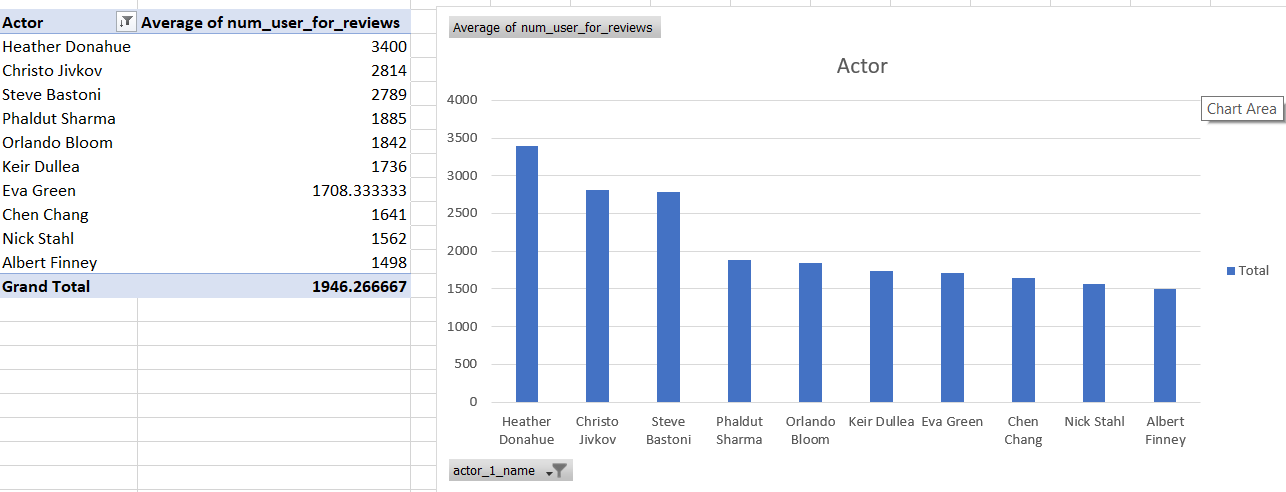 Actor Average of num_user_for_reviews
Heather Donahue 3400
Christo Jivkov 2814
Steve Bastoni 2789
Phaldut Sharma 1885
Orlando Bloom 1842
Keir Dullea 1736
Eva Green 1708.333333
Chen Chang 1641
Nick Stahl 1562
Albert Finney 1498
Grand Total 1946.266667
Average of num_user_for_reviews
Actor
Chart Area
4000
3500
3000
2500
2000
1500
1000
500
0
Heather Donahue
Christo Jivkov
Steve Bastoni
Phaldut Sharma
Orlando Bloom
Keir Dullea
Eva Green
Chen Chang
Nick Stahl
Albert Finney
Total
actor_1_name